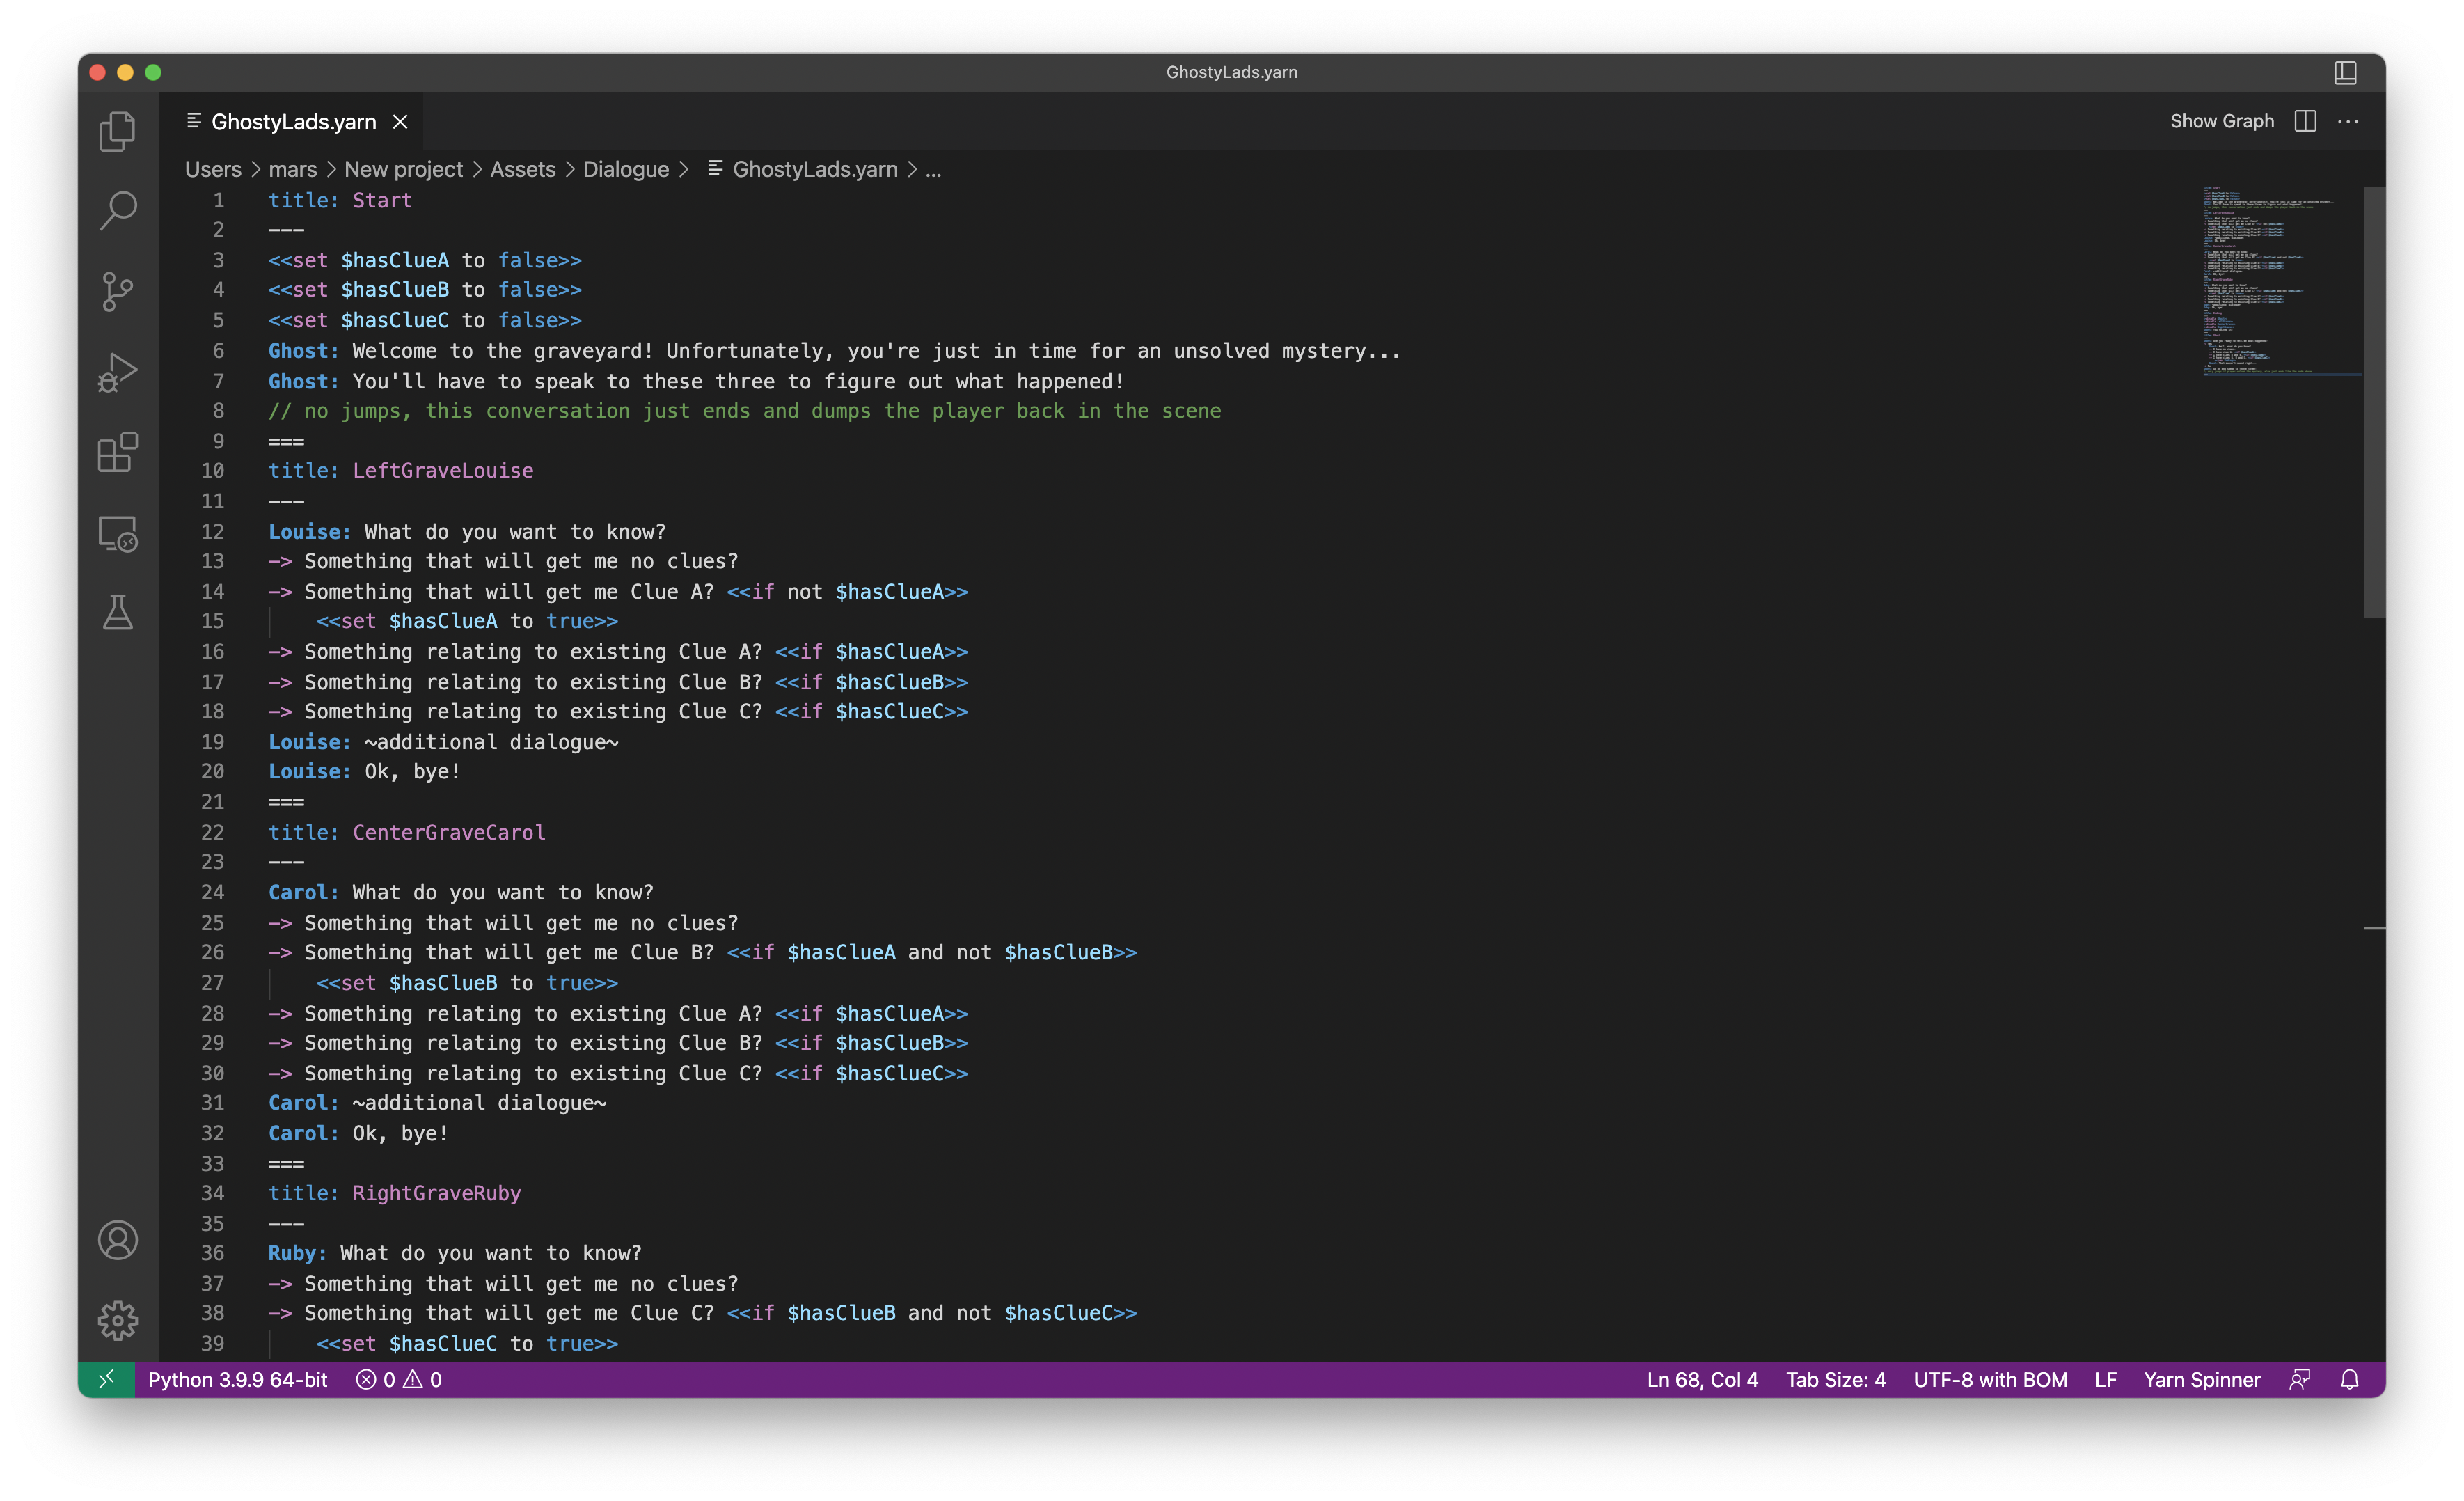 GhostyLads.yarn
GhostyLads.yarn
Show Graph
Users > mars > New project > Assets > Dialogue > GhostyLads.yarn > ...
1 title: Start
2 ---
3 <<set $hasClueA to false>>
4 <<set $hasClueB to false>>
5 <<set $hasClueC to false>>
6 Ghost: Welcome to the graveyard! Unfortunately, you're just in time for an unsolved mystery...
7 Ghost: You'll have to speak to these three to figure out what happened!
8 // no jumps, this conversation just ends and dumps the player back in the scene
9 ===
10 title: LeftGraveLouise
11 ---
12 Louise: What do you want to know?
13 -> Something that will get me no clues?
14 -> Something that will get me Clue A? <<if not $hasClueA>>
15 <<set $hasClueA to true>>
16 -> Something relating to existing Clue A? <<if $hasClueA>>
17 -> Something relating to existing Clue B? <<if $hasClueB>>
18 -> Something relating to existing Clue C? <<if $hasClueC>>
19 Louise: ~additional dialogue~
20 Louise: Ok, bye!
21 ===
22 title: CenterGraveCarol
23 ---
24 Carol: What do you want to know?
25 -> Something that will get me no clues?
26 -> Something that will get me Clue B? <<if $hasClueA and not $hasClueB>>
27 <<set $hasClueB to true>>
28 -> Something relating to existing Clue A? <<if $hasClueA>>
29 -> Something relating to existing Clue B? <<if $hasClueB>>
30 -> Something relating to existing Clue C? <<if $hasClueC>>
31 Carol: ~additional dialogue~
32 Carol: Ok, bye!
33 ===
34 title: RightGraveRuby
35 ---
36 Ruby: What do you want to know?
37 -> Something that will get me no clues?
38 -> Something that will get me Clue C? <<if $hasClueB and not $hasClueC>>
39 <<set $hasClueC to true>>
Python 3.9.9 64-bit 0 0 Ln 68, Col 4 Tab Size: 4 UTF-8 with BOM LF Yarn Spinner